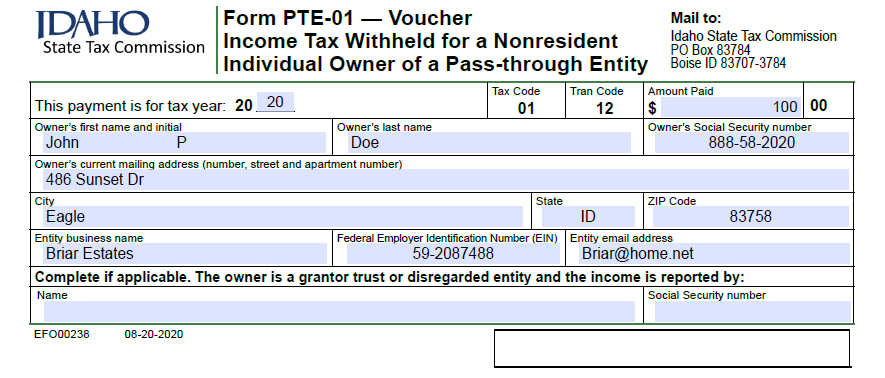 IDAHO
State Tax Commission
Form PTE-01 — Voucher
Income Tax Withheld for a Nonresident
Individual Owner of a Pass-through Entity
Mail to:
Idaho State Tax Commission
PO Box 83784
Boise ID 83707-3784
This payment is for tax year: 20 20
Tax Code
01
Tran Code
12
Amount Paid
$ 100 00
Owner's first name and initial
John P
Owner's last name
Doe
Owner's Social Security number
888-58-2020
Owner's current mailing address (number, street and apartment number)
486 Sunset Dr
City
Eagle
State
ID
ZIP Code
83758
Entity business name
Briar Estates
Federal Employer Identification Number (EIN)
59-2087488
Entity email address
Briar@home.net
Complete if applicable. The owner is a grantor trust or disregarded entity and the income is reported by:
Name
Social Security number
EFO00238 08-20-2020